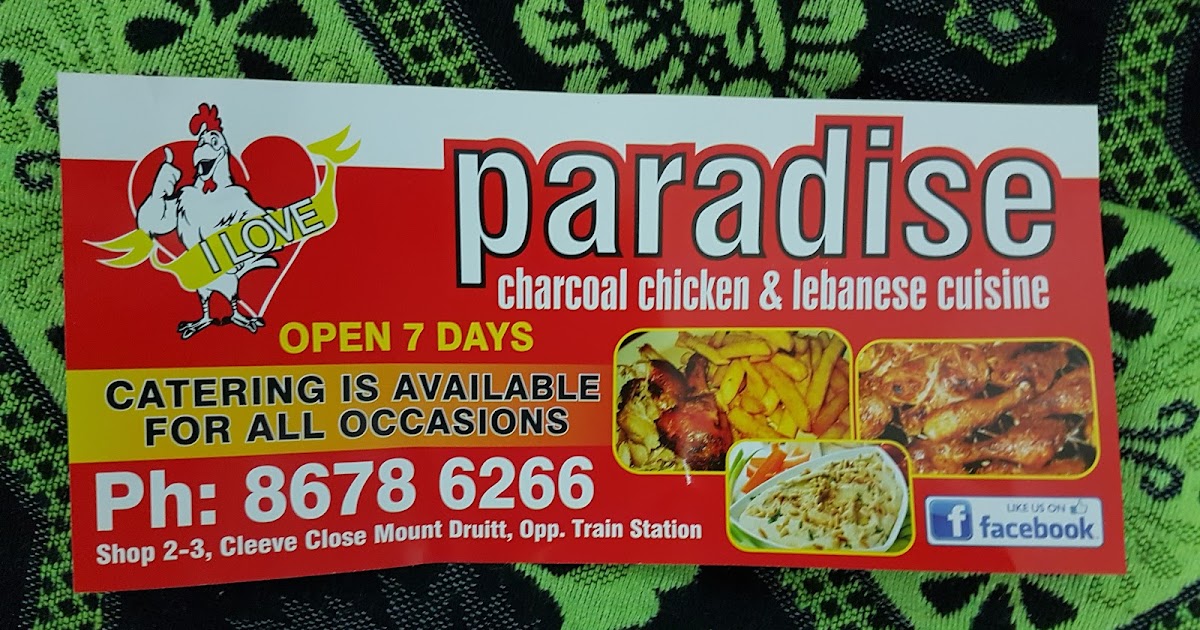 I LOVE
paradise
charcoal chicken & lebanese cuisine
OPEN 7 DAYS
CATERING IS AVAILABLE
FOR ALL OCCASIONS
Ph: 8678 6266
Shop 2-3, Cleeve Close Mount Druitt, Opp. Train Station
LIKE US ON
f facebook